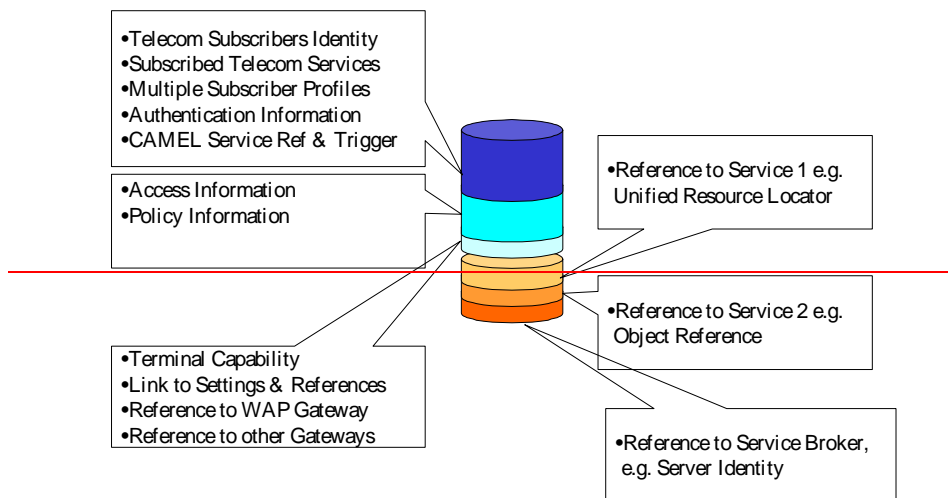 •Telecom Subscribers Identity
•Subscribed Telecom Services
•Multiple Subscriber Profiles
•Authentication Information
•CAMEL Service Ref & Trigger
•Access Information
•Policy Information
•Terminal Capability
•Link to Settings & References
•Reference to WAP Gateway
•Reference to other Gateways
•Reference to Service 1 e.g.
Unified Resource Locator
•Reference to Service 2 e.g.
Object Reference
•Reference to Service Broker,
e.g. Server Identity